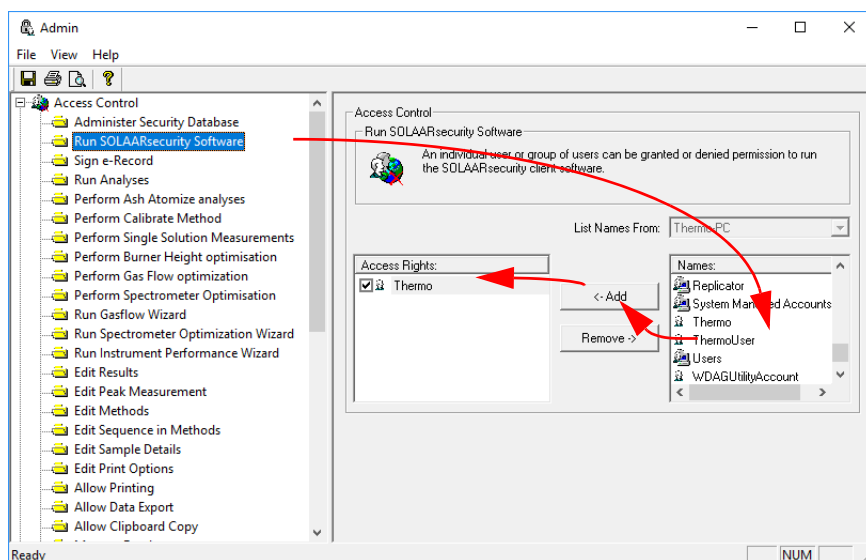 Admin
File View Help
Access Control
Administer Security Database
Run SOLAARsecurity Software
Sign e-Record
Run Analyses
Perform Ash Atomize analyses
Perform Calibrate Method
Perform Single Solution Measurements
Perform Burner Height optimisation
Perform Gas Flow optimization
Perform Spectrometer Optimisation
Run Gasflow Wizard
Run Spectrometer Optimization Wizard
Run Instrument Performance Wizard
Edit Results
Edit Peak Measurement
Edit Methods
Edit Sequence in Methods
Edit Sample Details
Edit Print Options
Allow Printing
Allow Data Export
Allow Clipboard Copy
Access Control
Run SOLAARsecurity Software
An individual user or group of users can be granted or denied permission to run
the SOLAARsecurity client software.
List Names From: Thermo-PC
Access Rights:
Thermo
<- Add
Remove ->
Names:
Replicator
System Managed Accounts
Thermo
ThermoUser
Users
WDAGUtilityAccount
Ready
NUM